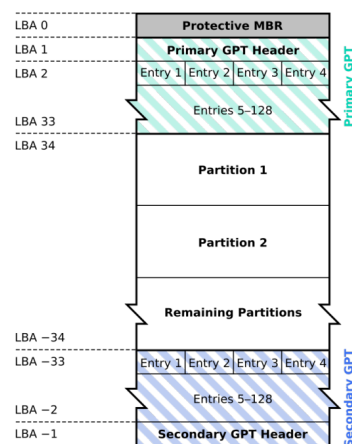 LBA 0
Protective MBR
LBA 1
Primary GPT Header
LBA 2
Entry 1 Entry 2 Entry 3 Entry 4
Entries 5–128
LBA 33
Primary GPT
LBA 34
Partition 1
Partition 2
Remaining Partitions
LBA −34
LBA −33
Entry 1 Entry 2 Entry 3 Entry 4
Entries 5–128
LBA −2
LBA −1
Secondary GPT Header
Secondary GPT